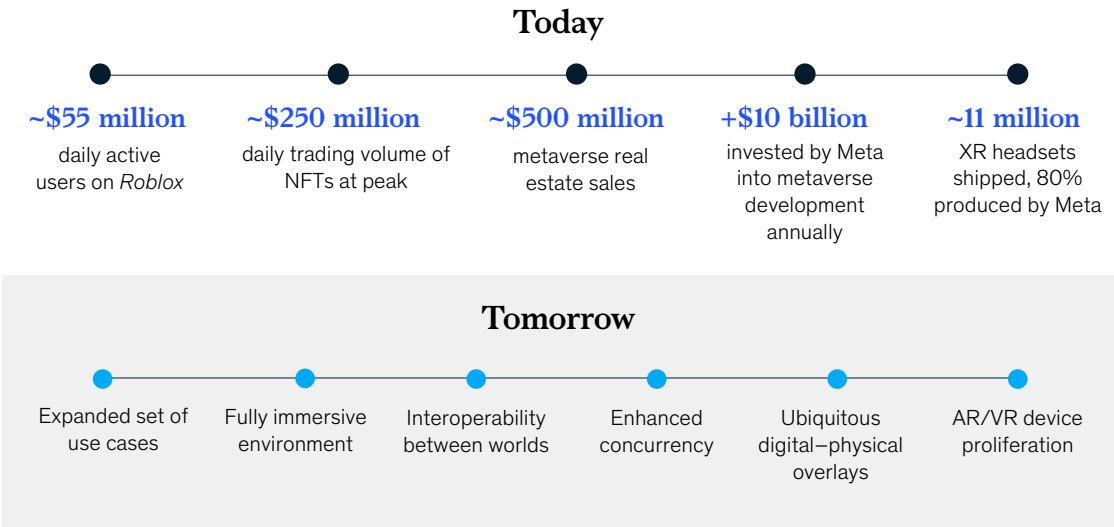 Today
~$55 million
daily active
users on Roblox
~$250 million
daily trading volume of
NFTs at peak
~$500 million
metaverse real
estate sales
+$10 billion
invested by Meta
into metaverse
development
annually
~11 million
XR headsets
shipped, 80%
produced by Meta
Tomorrow
Expanded set of
use cases
Fully immersive
environment
Interoperability
between worlds
Enhanced
concurrency
Ubiquitous
digital–physical
overlays
AR/VR device
proliferation